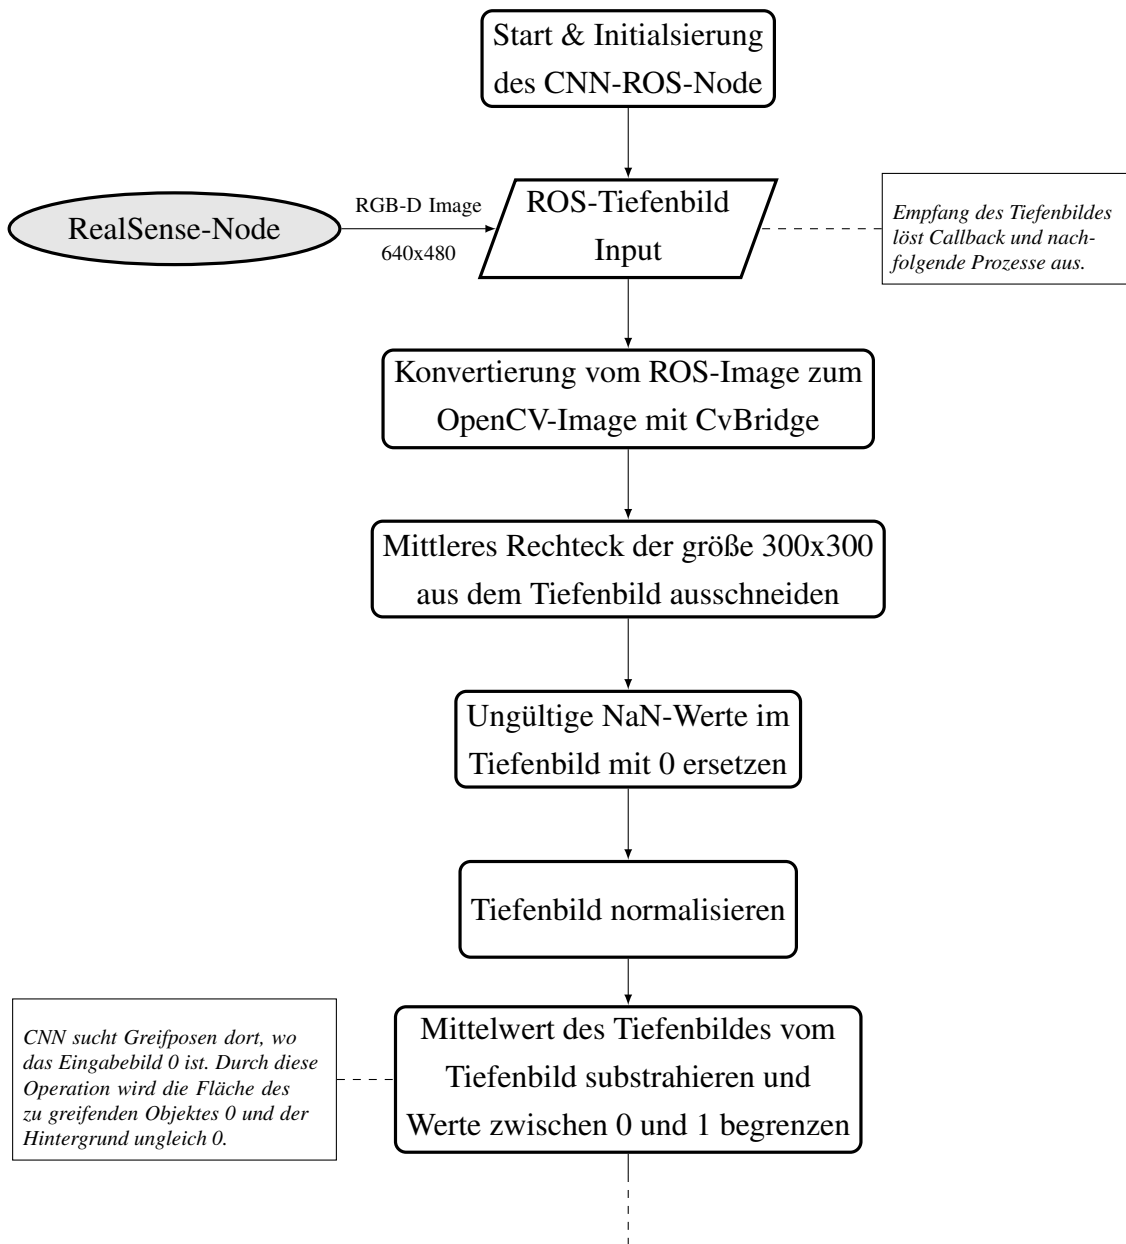 Start & Initialsierung
des CNN-ROS-Node
RealSense-Node
RGB-D Image
640x480
ROS-Tiefenbild
Input
Empfang des Tiefenbildes
löst Callback und nach-
folgende Prozesse aus.
Konvertierung vom ROS-Image zum
OpenCV-Image mit CvBridge
Mittleres Rechteck der größe 300x300
aus dem Tiefenbild ausschneiden
Ungültige NaN-Werte im
Tiefenbild mit 0 ersetzen
Tiefenbild normalisieren
CNN sucht Greifposen dort, wo
das Eingabebild 0 ist. Durch diese
Operation wird die Fläche des
zu greifenden Objektes 0 und der
Hintergrund ungleich 0.
Mittelwert des Tiefenbildes vom
Tiefenbild substrahieren und
Werte zwischen 0 und 1 begrenzen